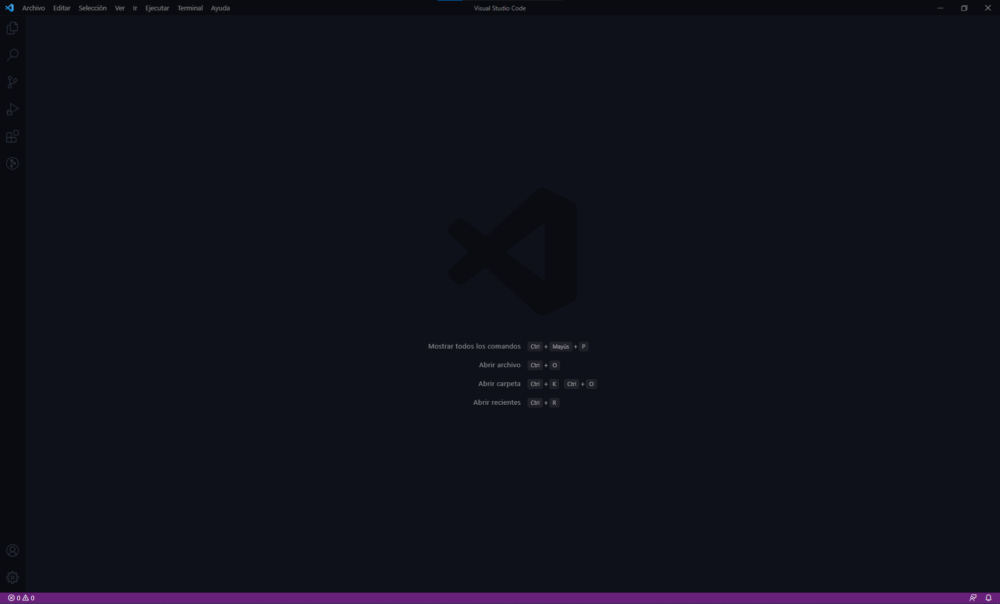 Archivo Editar Selección Ver Ir Ejecutar Terminal Ayuda Visual Studio Code
Mostrar todos los comandos Ctrl + Mayús + P
Abrir archivo Ctrl + O
Abrir carpeta Ctrl + K Ctrl + O
Abrir recientes Ctrl + R
0 0